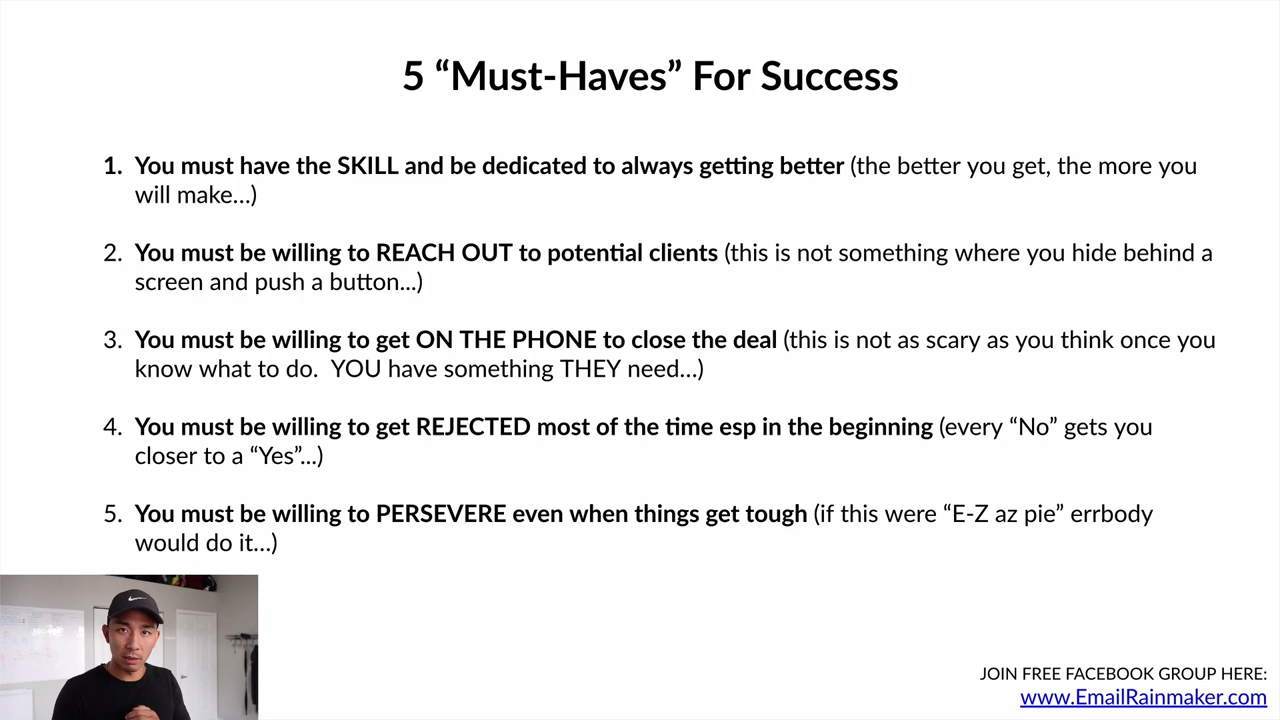 5 “Must-Haves” For Success
1. You must have the SKILL and be dedicated to always getting better (the better you get, the more you
will make...)
2. You must be willing to REACH OUT to potential clients (this is not something where you hide behind a
screen and push a button...)
3. You must be willing to get ON THE PHONE to close the deal (this is not as scary as you think once you
know what to do.  YOU have something THEY need...)
4. You must be willing to get REJECTED most of the time esp in the beginning (every “No” gets you
closer to a “Yes”...)
5. You must be willing to PERSEVERE even when things get tough (if this were “E-Z az pie” errbody
would do it...)
JOIN FREE FACEBOOK GROUP HERE:
www.EmailRainmaker.com